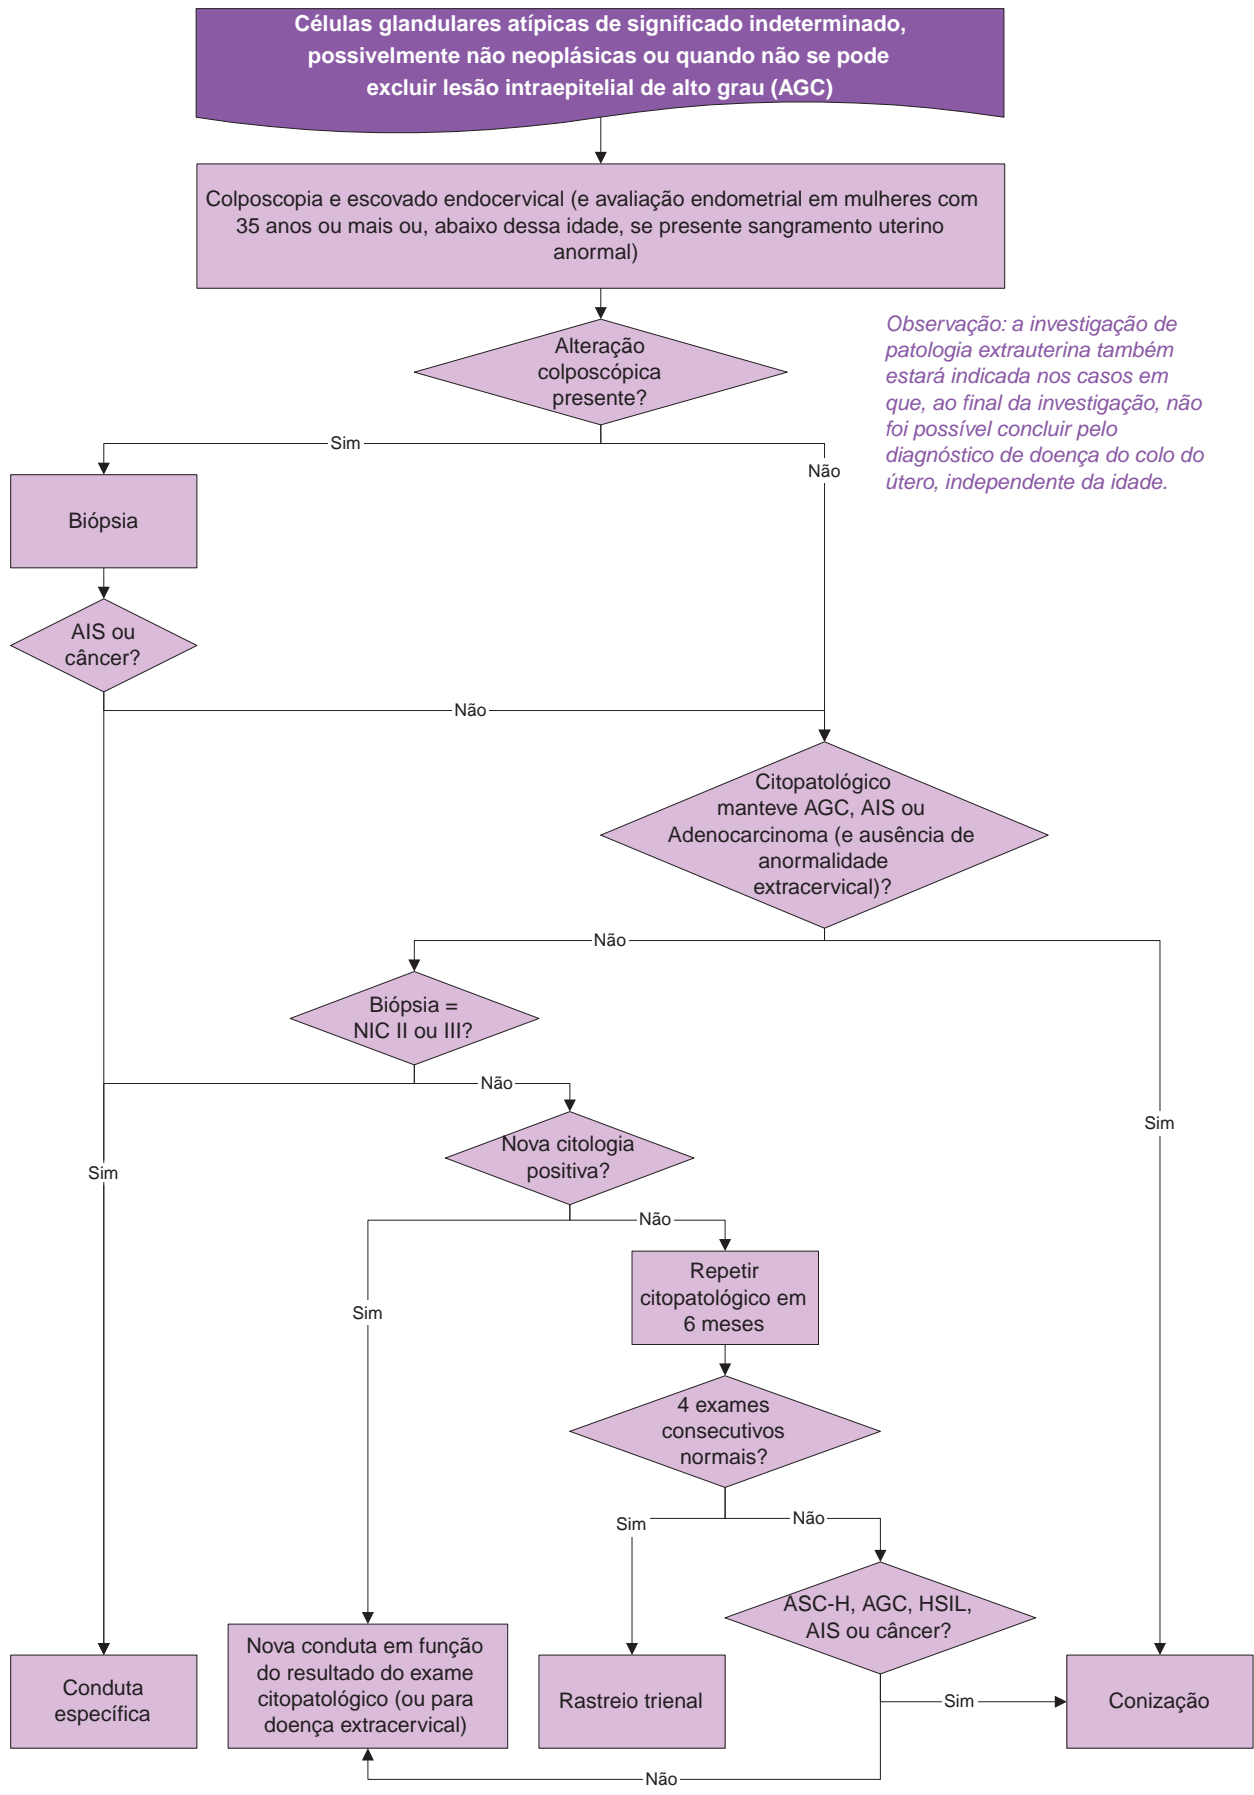 Células glandulares atípicas de significado indeterminado,
possivelmente não neoplásicas ou quando não se pode
excluir lesão intraepitelial de alto grau (AGC)
Colposcopia e escovado endocervical (e avaliação endometrial em mulheres com
35 anos ou mais ou, abaixo dessa idade, se presente sangramento uterino
anormal)
Observação: a investigação de
patologia extrauterina também
estará indicada nos casos em
que, ao final da investigação, não
foi possível concluir pelo
diagnóstico de doença do colo do
útero, independente da idade.
Alteração
colposcópica
presente?
Sim
Não
Biópsia
AIS ou
câncer?
Não
Citopatológico
manteve AGC, AIS ou
Adenocarcinoma (e ausência de
anormalidade
extracervical)?
Não
Biópsia =
NIC II ou III?
Não
Sim
Nova citologia
positiva?
Sim
Não
Repetir
citopatológico em
6 meses
Sim
4 exames
consecutivos
normais?
Sim
Não
ASC-H, AGC, HSIL,
AIS ou câncer?
Conduta
específica
Nova conduta em função
do resultado do exame
citopatológico (ou para
doença extracervical)
Rastreio trienal
Sim
Conização
Não